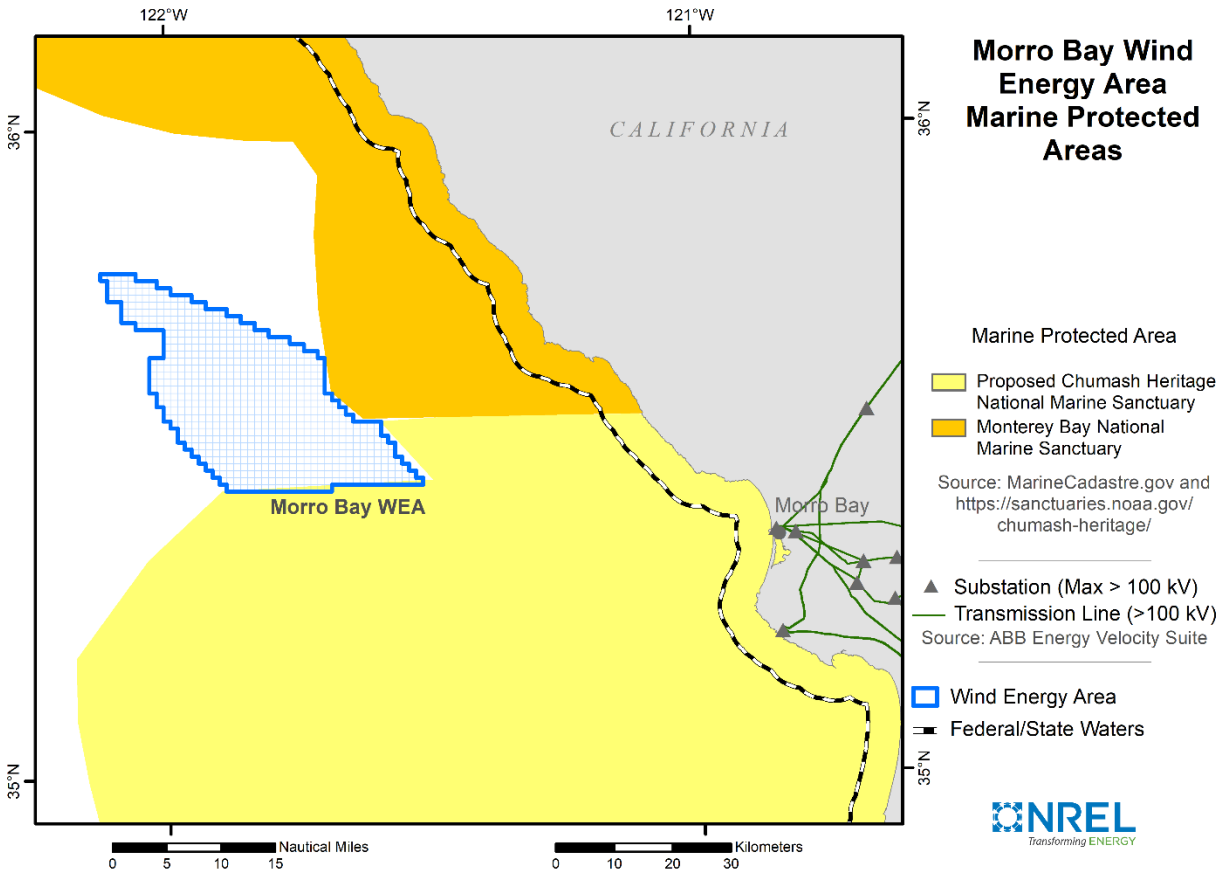 122°W
121°W
Morro Bay Wind
Energy Area
Marine Protected
Areas
36°N
36°N
CALIFORNIA
Marine Protected Area
Proposed Chumash Heritage
National Marine Sanctuary
Monterey Bay National
Marine Sanctuary
Source: MarineCadastre.gov and
https://sanctuaries.noaa.gov/
chumash-heritage/
Morro Bay WEA
Morro Bay
Substation (Max > 100 kV)
Transmission Line (>100 kV)
Source: ABB Energy Velocity Suite
Wind Energy Area
Federal/State Waters
35°N
35°N
NREL
Transforming ENERGY
Nautical Miles
0 5 10 15
Kilometers
0 10 20 30